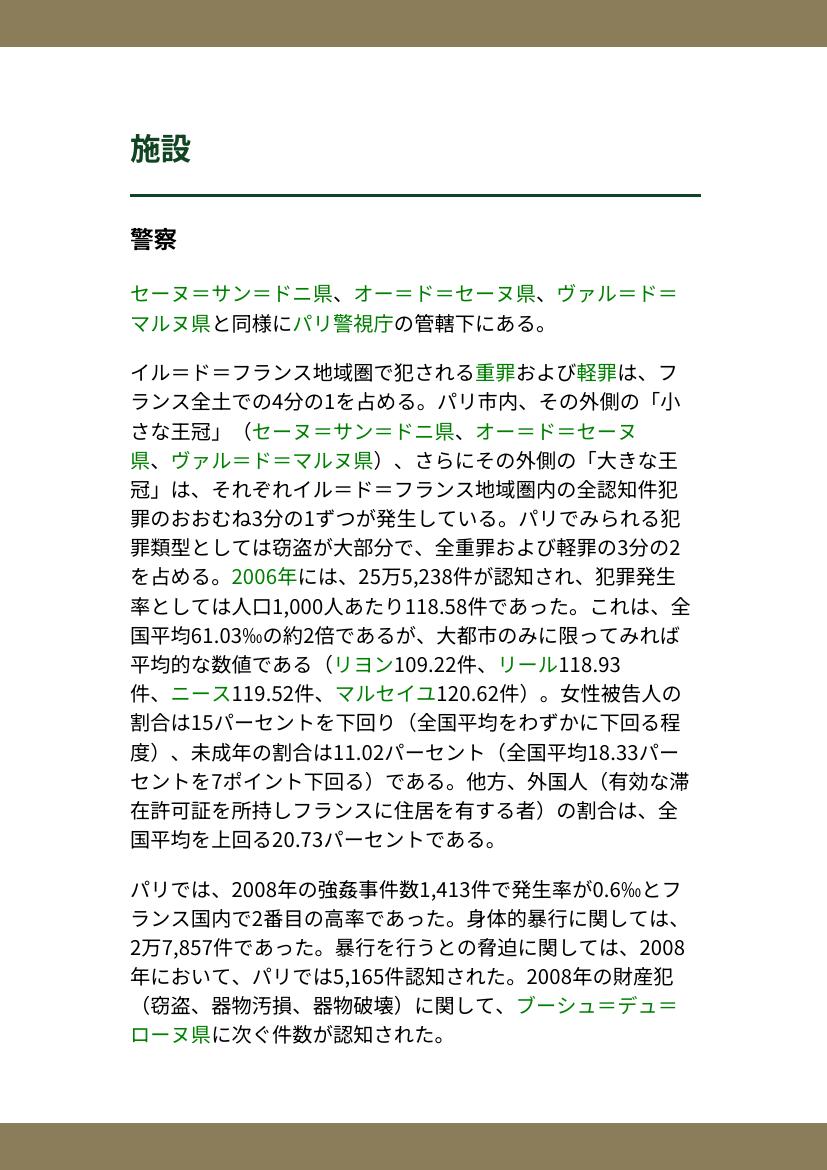 施設
警察
セーヌ＝サン＝ドニ県、オー＝ド＝セーヌ県、ヴァル＝ド＝
マルヌ県と同様にパリ警視庁の管轄下にある。
イル＝ド＝フランス地域圏で犯される重罪および軽罪は、フ
ランス全土での4分の1を占める。パリ市内、その外側の「小
さな王冠」（セーヌ＝サン＝ドニ県、オー＝ド＝セーヌ
県、ヴァル＝ド＝マルヌ県）、さらにその外側の「大きな王
冠」は、それぞれイル＝ド＝フランス地域圏内の全認知件犯
罪のおおむね3分の1ずつが発生している。パリでみられる犯
罪類型としては窃盗が大部分で、全重罪および軽罪の3分の2
を占める。2006年には、25万5,238件が認知され、犯罪発生
率としては人口1,000人あたり118.58件であった。これは、全
国平均61.03‰の約2倍であるが、大都市のみに限ってみれば
平均的な数値である（リヨン109.22件、リール118.93
件、ニース119.52件、マルセイユ120.62件）。女性被告人の
割合は15パーセントを下回り（全国平均をわずかに下回る程
度）、未成年の割合は11.02パーセント（全国平均18.33パー
セントを7ポイント下回る）である。他方、外国人（有効な滞
在許可証を所持しフランスに住居を有する者）の割合は、全
国平均を上回る20.73パーセントである。
パリでは、2008年の強姦事件数1,413件で発生率が0.6‰とフ
ランス国内で2番目の高率であった。身体的暴行に関しては、
2万7,857件であった。暴行を行うとの脅迫に関しては、2008
年において、パリでは5,165件認知された。2008年の財産犯
（窃盗、器物汚損、器物破壊）に関して、ブーシュ＝デュ＝
ローヌ県に次ぐ件数が認知された。